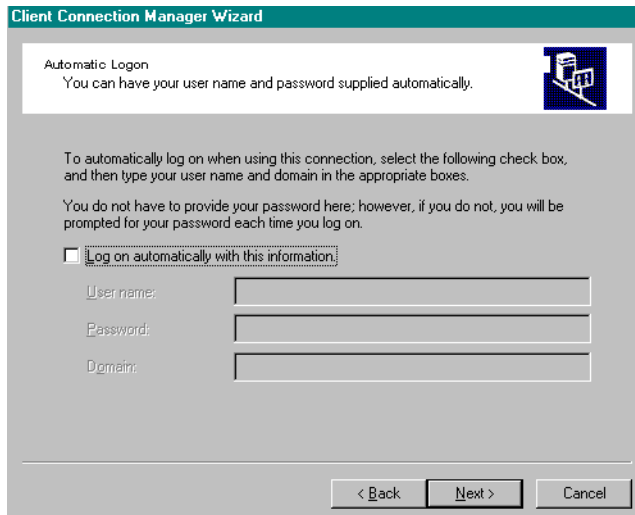 Client Connection Manager Wizard
Automatic Logon
You can have your user name and password supplied automatically.
To automatically log on when using this connection, select the following check box,
and then type your user name and domain in the appropriate boxes.
You do not have to provide your password here; however, if you do not, you will be
prompted for your password each time you log on.
Log on automatically with this information.
User name:
Password:
Domain:
< Back Next > Cancel